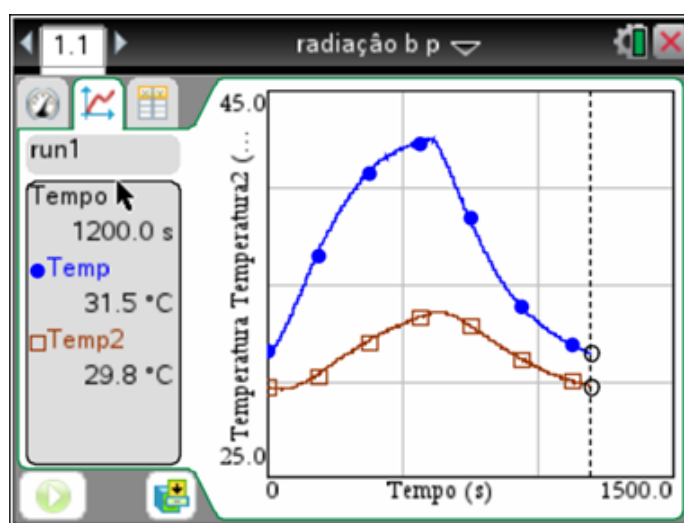 1.1
radiação b p
run1
Tempo
1200.0 s
Temp
31.5 °C
Temp2
29.8 °C
45.0
Temperatura Temperatura2 (...
25.0
0
Tempo (s)
1500.0